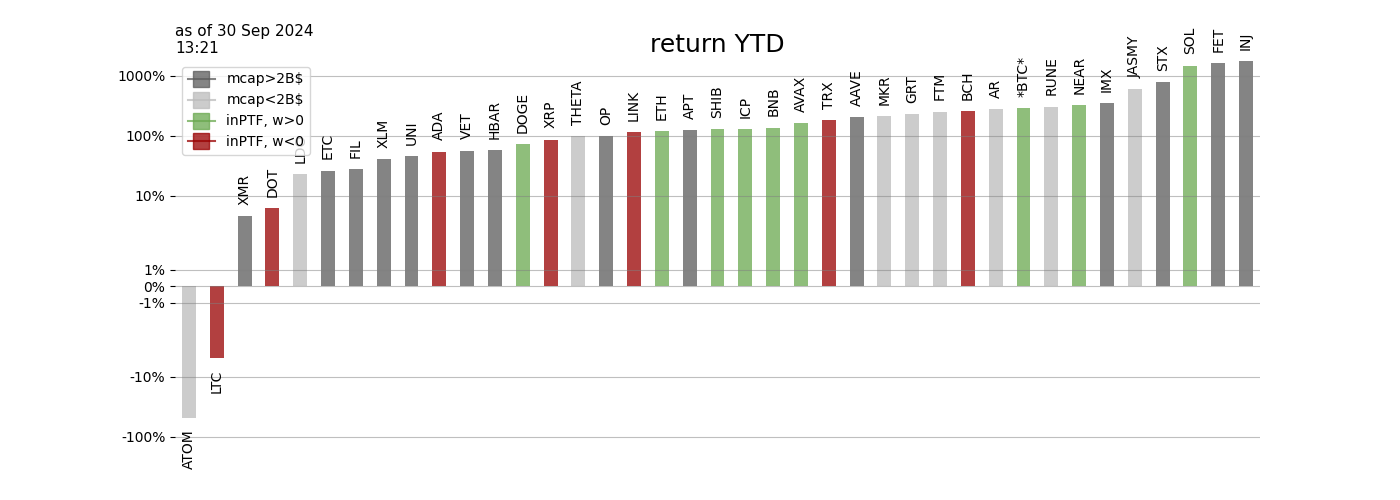 as of 30 Sep 2024
13:21
return YTD
mcap>2B$
mcap<2B$
inPTF, w>0
inPTF, w<0
1000%
100%
10%
1%
0%
-1%
-10%
-100%
ATOM
LTC
XMR
DOT
ETC
FIL
XLM
UNI
ADA
VET
HBAR
DOGE
XRP
THETA
OP
LINK
ETH
APT
SHIB
ICP
BNB
AVAX
TRX
AAVE
MKR
GRT
FTM
BCH
AR
*BTC*
RUNE
NEAR
IMX
JASMY
STX
SOL
FET
INJ